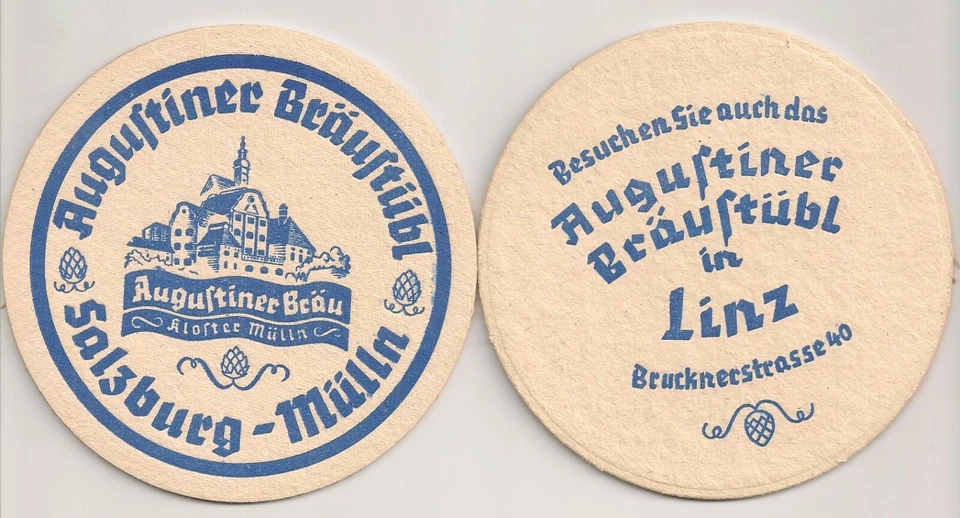 Augustiner Bräustübl
Augustiner Bräu
Kloster Mülln
Salzburg - Mülln
Besuchen Sie auch das
Augustiner
Bräustübl
in
Linz
Brucknerstrasse 40